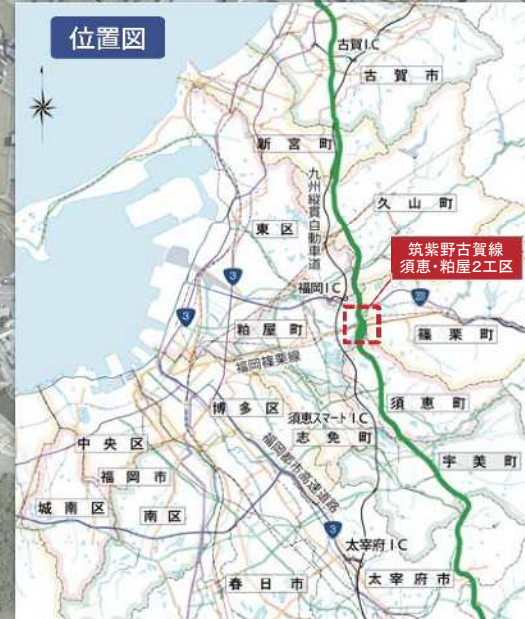 位置図
古賀IC
古賀市
新宮町
九州縦貫自動車道
久山町
東区
筑紫野古賀線
須恵・粕屋2工区
福岡IC
3
201
3
粕屋町
篠栗町
福岡篠栗線
博多区
須恵町
須恵スマートIC
志免町
中央区
宇美町
福岡市
福岡都市高速道路
城南区
南区
3
太宰府IC
春日市
太宰府市